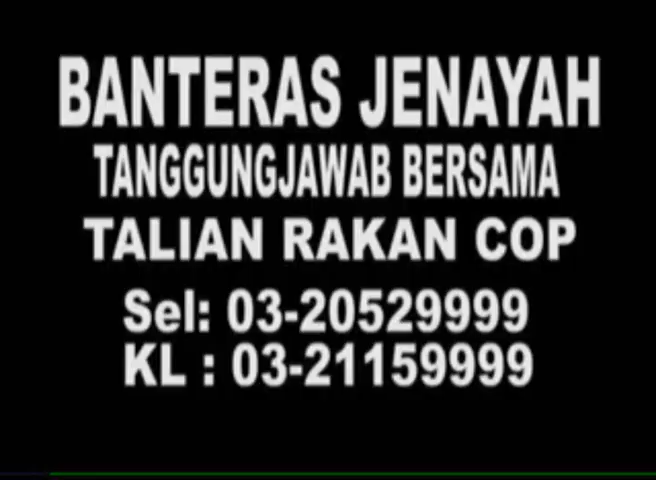 BANTERAS JENAYAH
TANGGUNGJAWAB BERSAMA
TALIAN RAKAN COP
Sel: 03-20529999
KL : 03-21159999